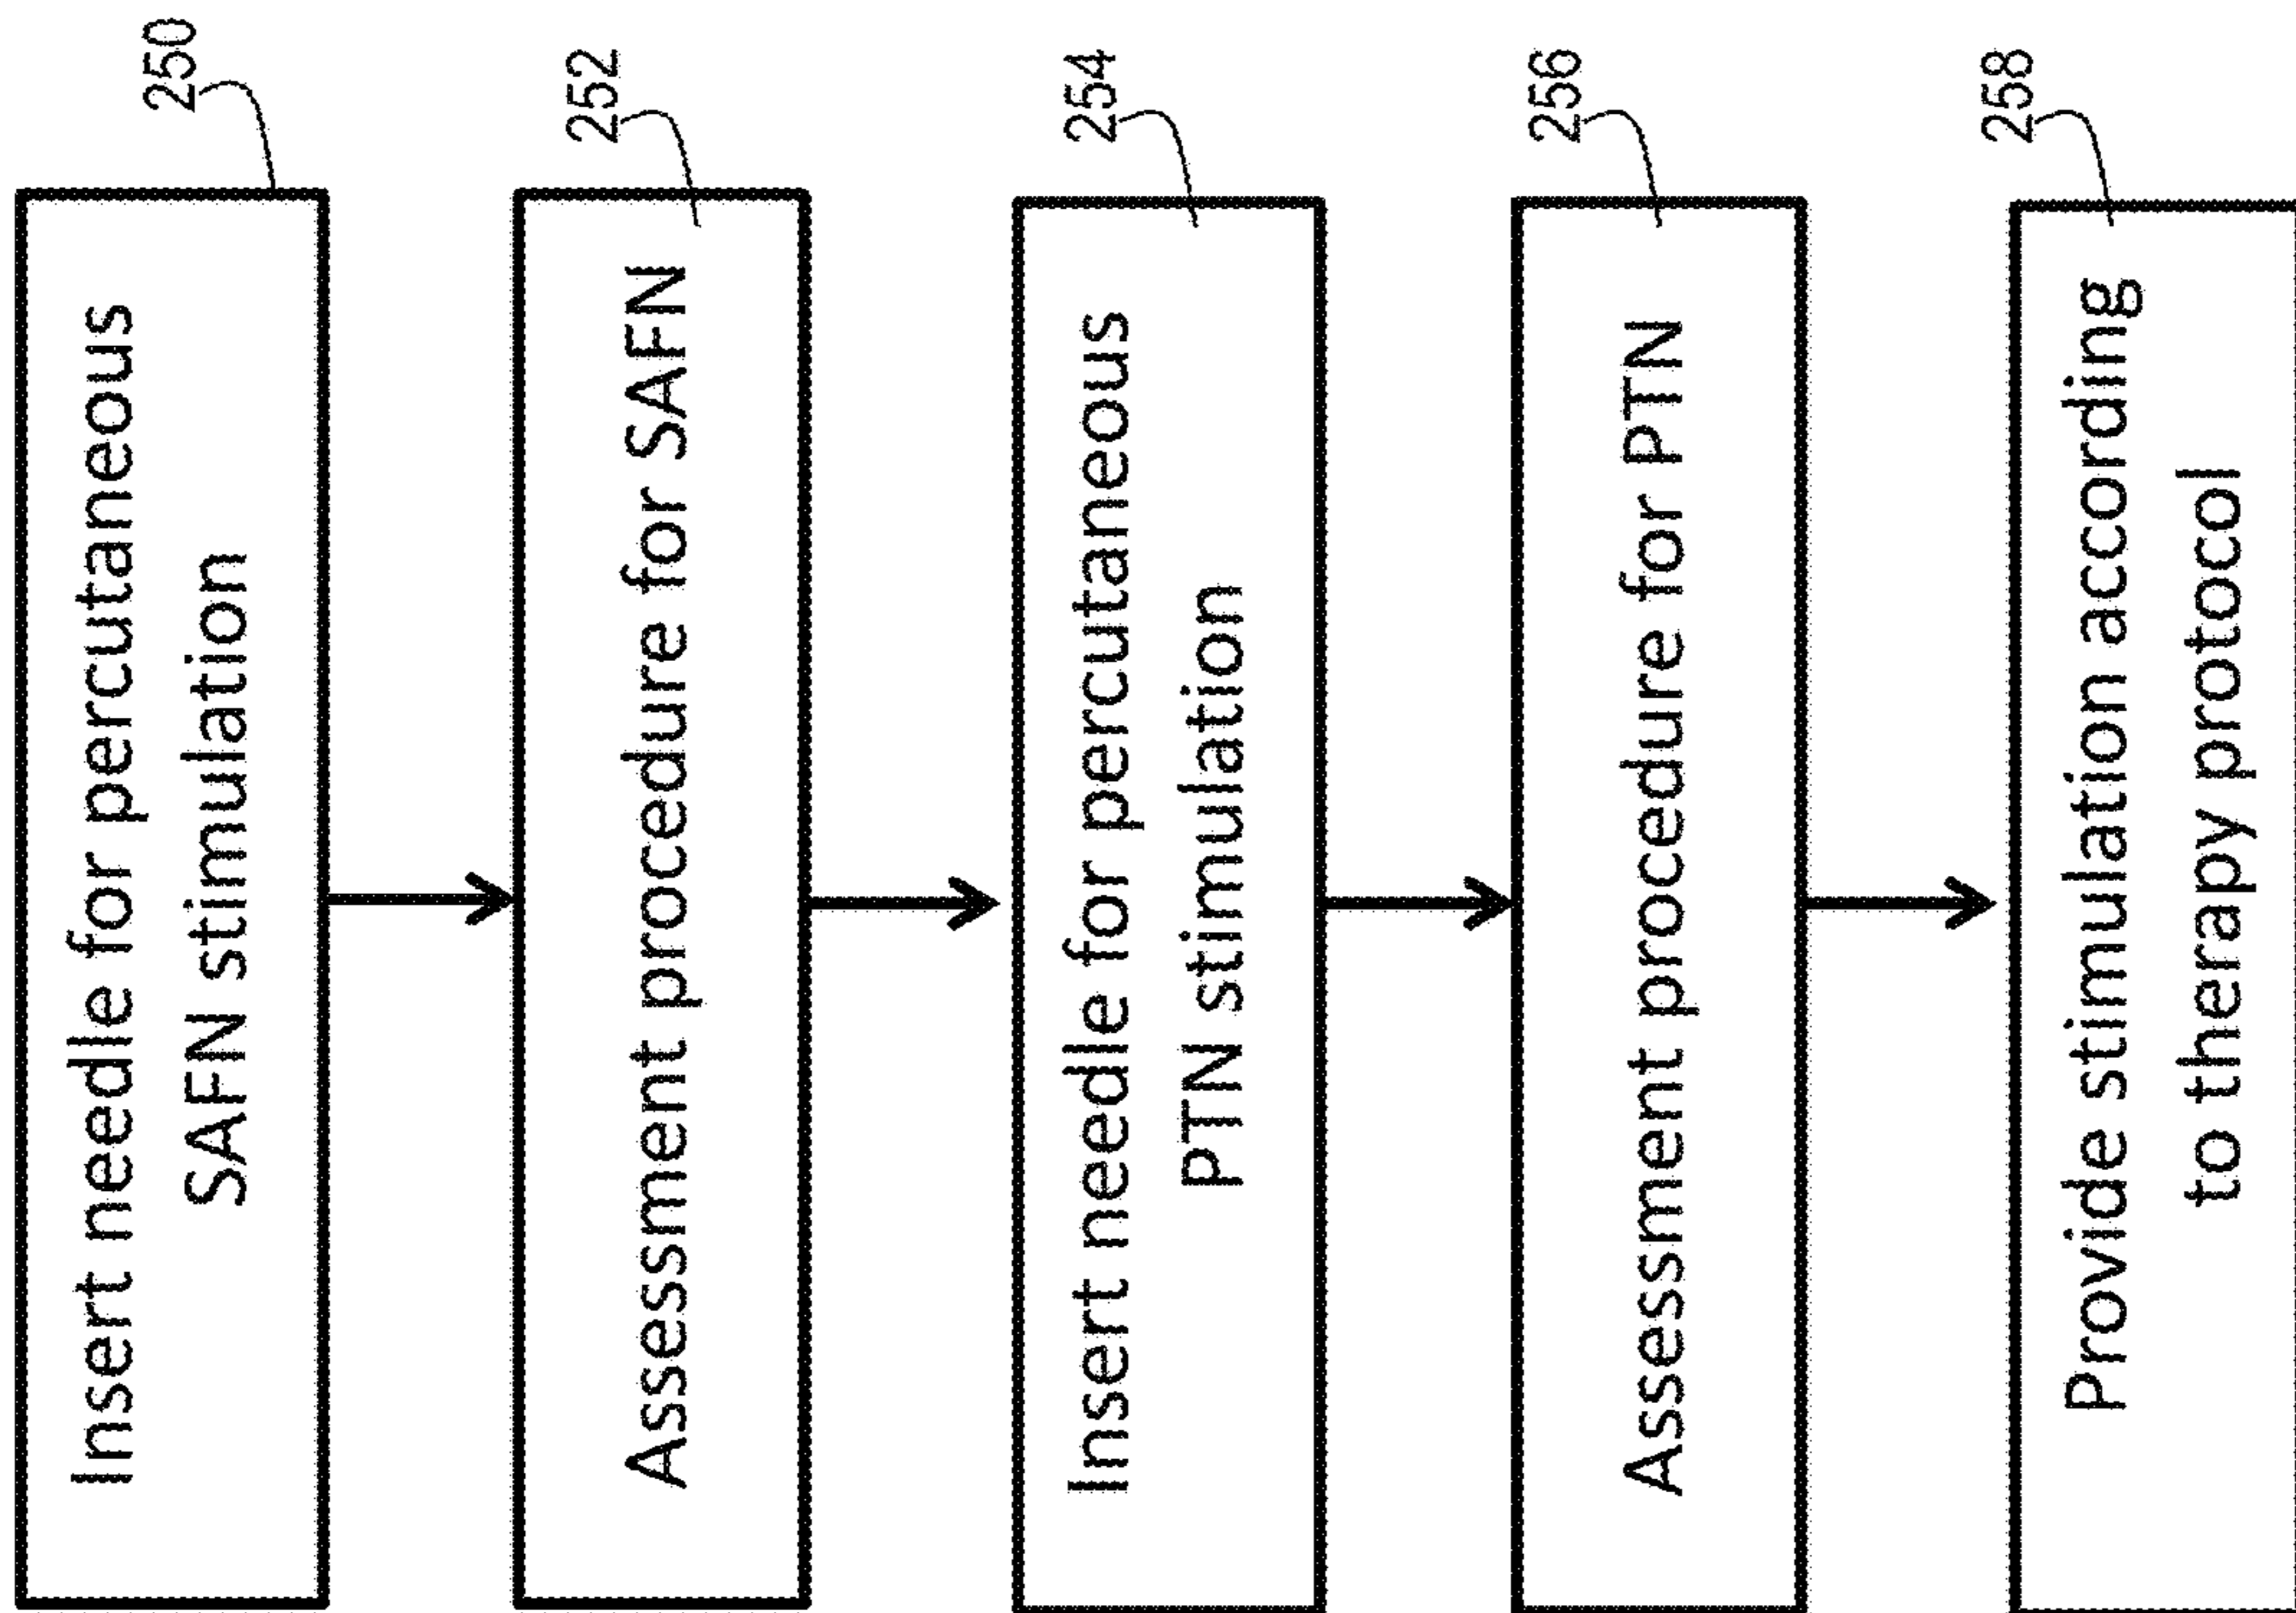 250
Insert needle for percutaneous
SAFN stimulation
252
Assessment procedure for SAFN
254
Insert needle for percutaneous
PTN stimulation
256
Assessment procedure for PTN
258
Provide stimulation according
to therapy protocol